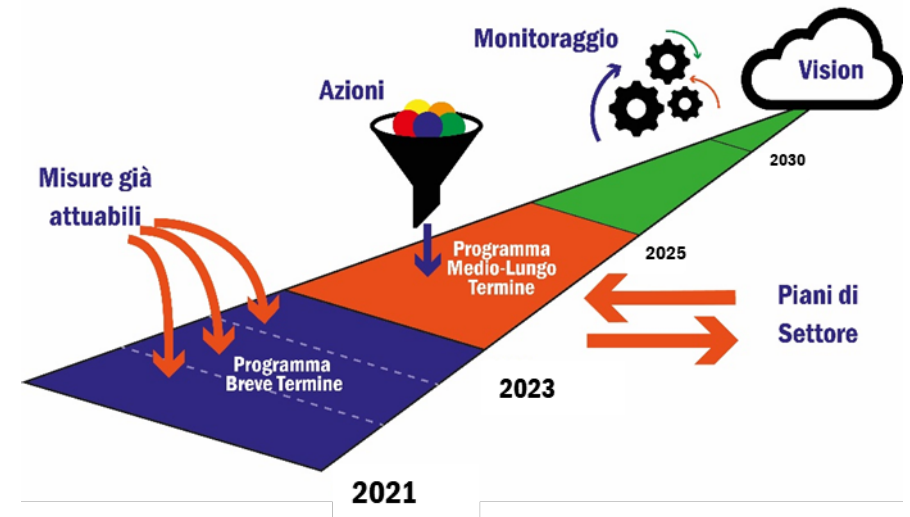 Monitoraggio
Vision
Azioni
2030
Misure già
attuabili
Programma
Medio-Lungo
Termine
2025
Piani di
Settore
Programma
Breve Termine
2023
2021